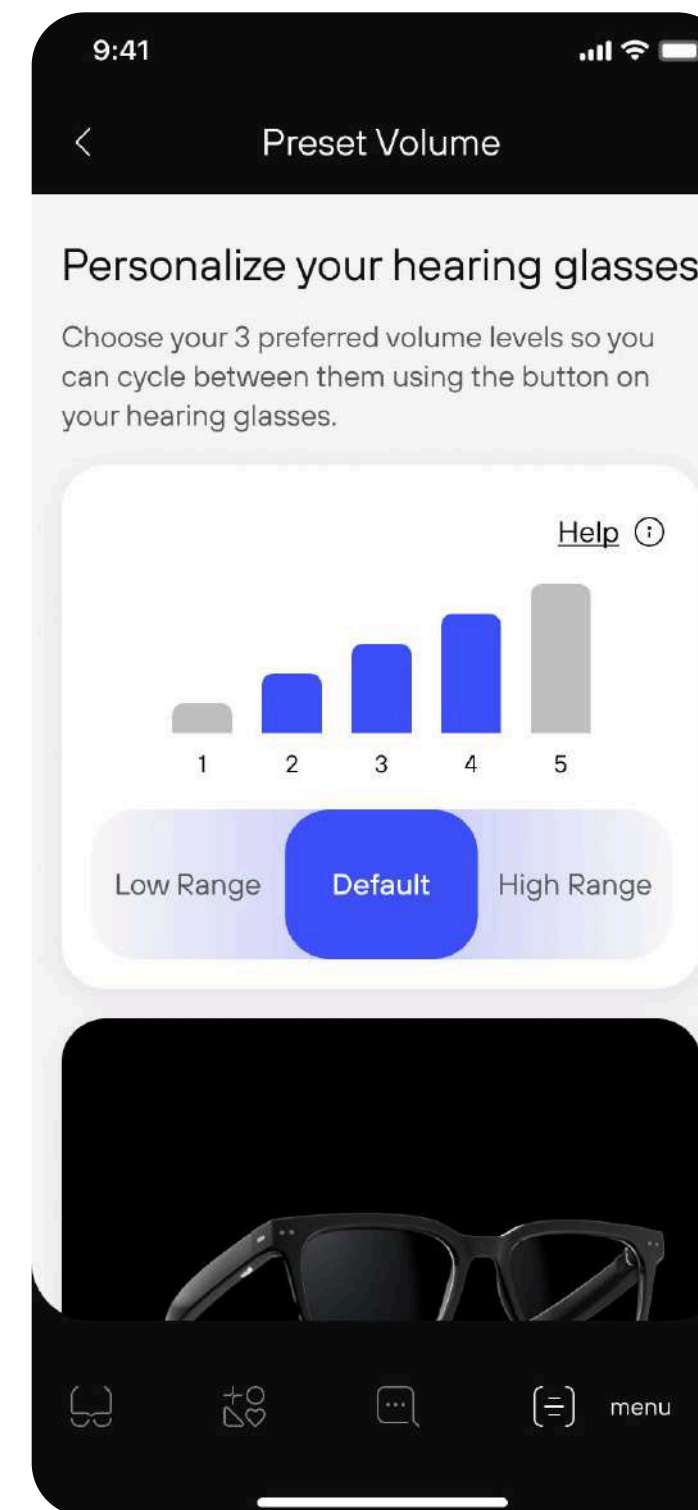 9:41
Preset Volume
Personalize your hearing glasses
Choose your 3 preferred volume levels so you
can cycle between them using the button on
your hearing glasses.
Help
1 2 3 4 5
Low Range Default High Range
menu